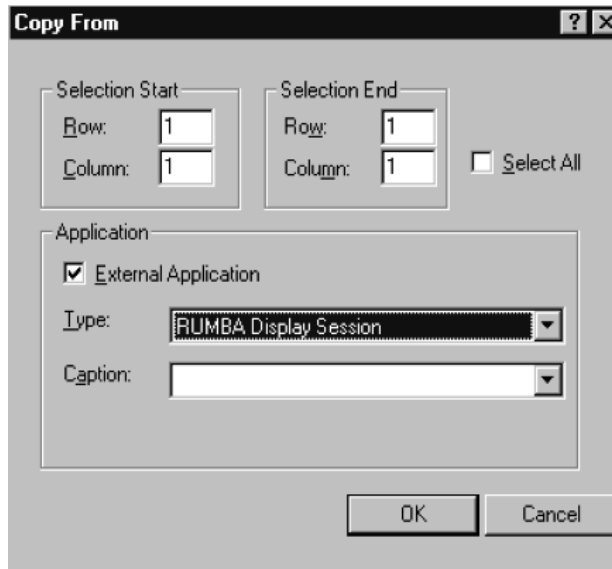 Copy From
Selection Start
Row: 1
Column: 1
Selection End
Row: 1
Column: 1
Select All
Application
External Application
Type: RUMBA Display Session
Caption:
OK
Cancel